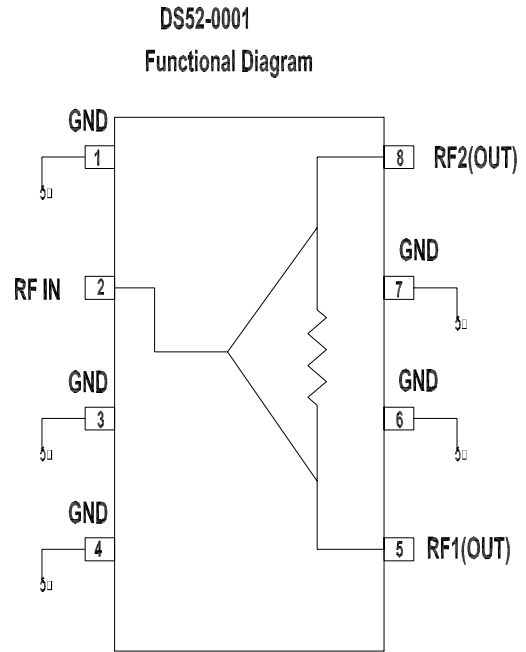 DS52-0001
Functional Diagram
GND
1
8
RF2(OUT)
RF IN
2
GND
7
GND
3
GND
6
GND
4
5
RF1(OUT)